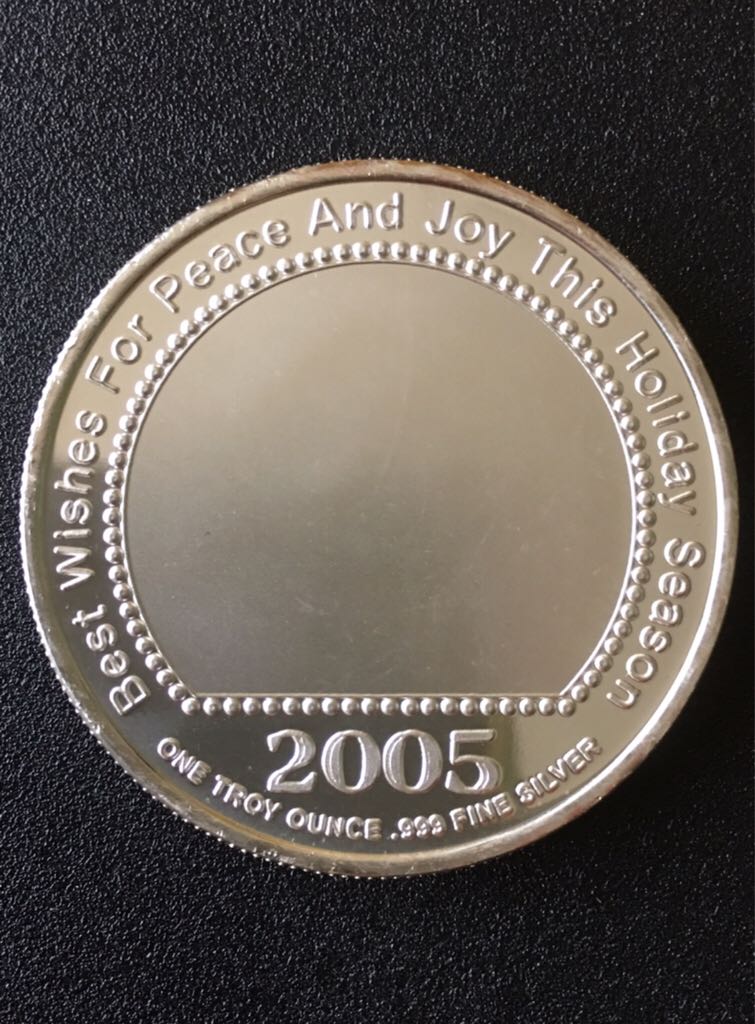 Best Wishes For Peace And Joy This Holiday Season
2005
ONE TROY OUNCE .999 FINE SILVER